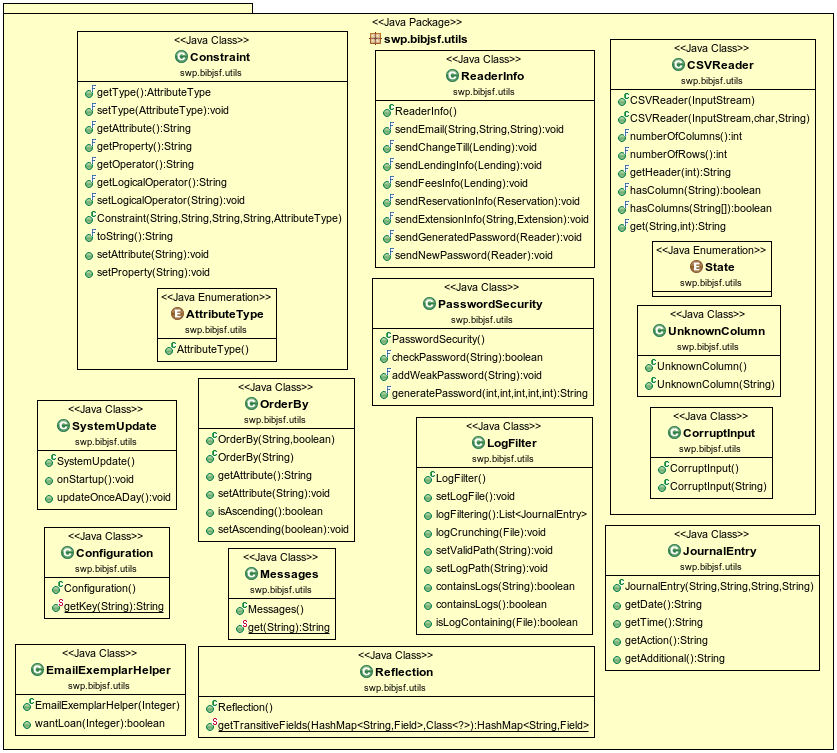 <<Java Package>>
swp.bibjsf.utils
<<Java Class>>
Constraint
swp.bibjsf.utils
getType():AttributeType
setType(AttributeType):void
getAttribute():String
getProperty():String
getOperator():String
getLogicalOperator():String
setLogicalOperator(String):void
Constraint(String,String,String,String,AttributeType)
toString():String
setAttribute(String):void
setProperty(String):void
<<Java Enumeration>>
AttributeType
swp.bibjsf.utils
AttributeType()
<<Java Class>>
ReaderInfo
swp.bibjsf.utils
ReaderInfo()
sendEmail(String,String,String):void
sendChangeTill(Lending):void
sendLendingInfo(Lending):void
sendFeesInfo(Lending):void
sendReservationInfo(Reservation):void
sendExtensionInfo(String,Extension):void
sendGeneratedPassword(Reader):void
sendNewPassword(Reader):void
<<Java Class>>
CSVReader
swp.bibjsf.utils
CSVReader(InputStream)
CSVReader(InputStream,char,String)
numberOfColumns():int
numberOfRows():int
getHeader(int):String
hasColumn(String):boolean
hasColumns(String[]):boolean
get(String,int):String
<<Java Enumeration>>
State
swp.bibjsf.utils
<<Java Class>>
UnknownColumn
swp.bibjsf.utils
UnknownColumn()
UnknownColumn(String)
<<Java Class>>
CorruptInput
swp.bibjsf.utils
CorruptInput()
CorruptInput(String)
<<Java Class>>
PasswordSecurity
swp.bibjsf.utils
PasswordSecurity()
checkPassword(String):boolean
addWeakPassword(String):void
generatePassword(int,int,int,int,int):String
<<Java Class>>
SystemUpdate
swp.bibjsf.utils
SystemUpdate()
onStartup():void
updateOnceADay():void
<<Java Class>>
OrderBy
swp.bibjsf.utils
OrderBy(String,boolean)
OrderBy(String)
getAttribute():String
setAttribute(String):void
isAscending():boolean
setAscending(boolean):void
<<Java Class>>
LogFilter
swp.bibjsf.utils
LogFilter()
setLogFile():void
logFiltering():List<JournalEntry>
logCrunching(File):void
setValidPath(String):void
setLogPath(String):void
containsLogs(String):boolean
containsLogs():boolean
isLogContaining(File):boolean
<<Java Class>>
Configuration
swp.bibjsf.utils
Configuration()
getKey(String):String
<<Java Class>>
Messages
swp.bibjsf.utils
Messages()
get(String):String
<<Java Class>>
JournalEntry
swp.bibjsf.utils
JournalEntry(String,String,String,String)
getDate():String
getTime():String
getAction():String
getAdditional():String
<<Java Class>>
EmailExemplarHelper
swp.bibjsf.utils
EmailExemplarHelper(Integer)
wantLoan(Integer):boolean
<<Java Class>>
Reflection
swp.bibjsf.utils
Reflection()
getTransitiveFields(HashMap<String,Field>,Class<?>):HashMap<String,Field>